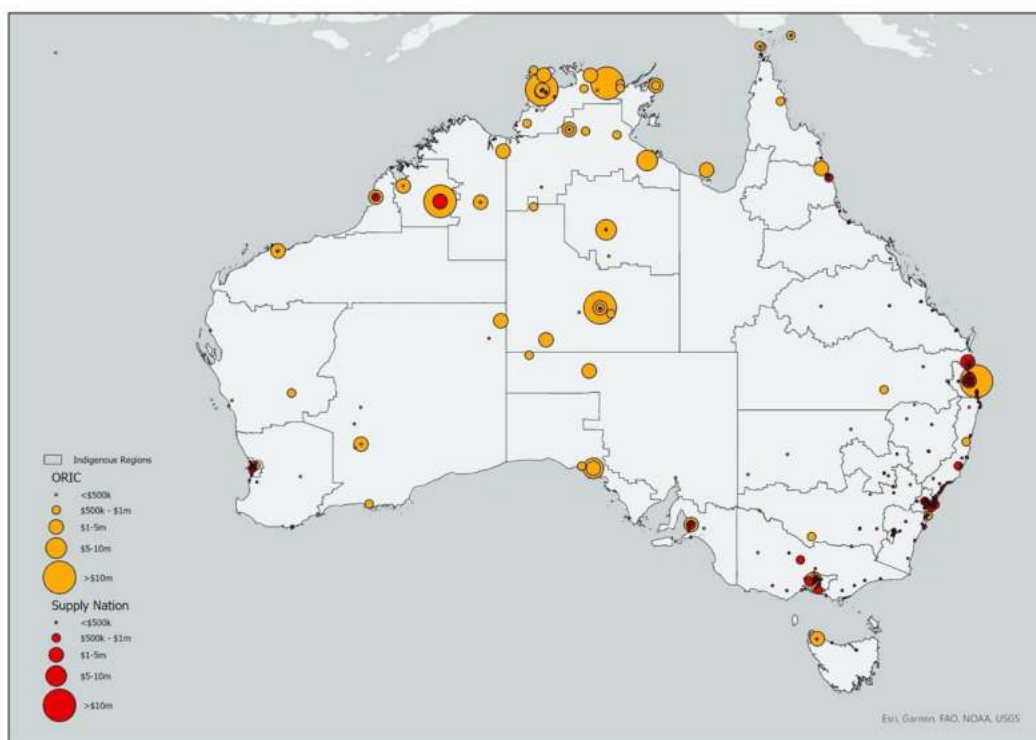 Indigenous Regions
ORIC
<$500k
$500k - $1m
$1-5m
$5-10m
>$10m
Supply Nation
<$500k
$500k - $1m
$1-5m
$5-10m
>$10m
Esri, Garmin, FAO, NOAA, USGS